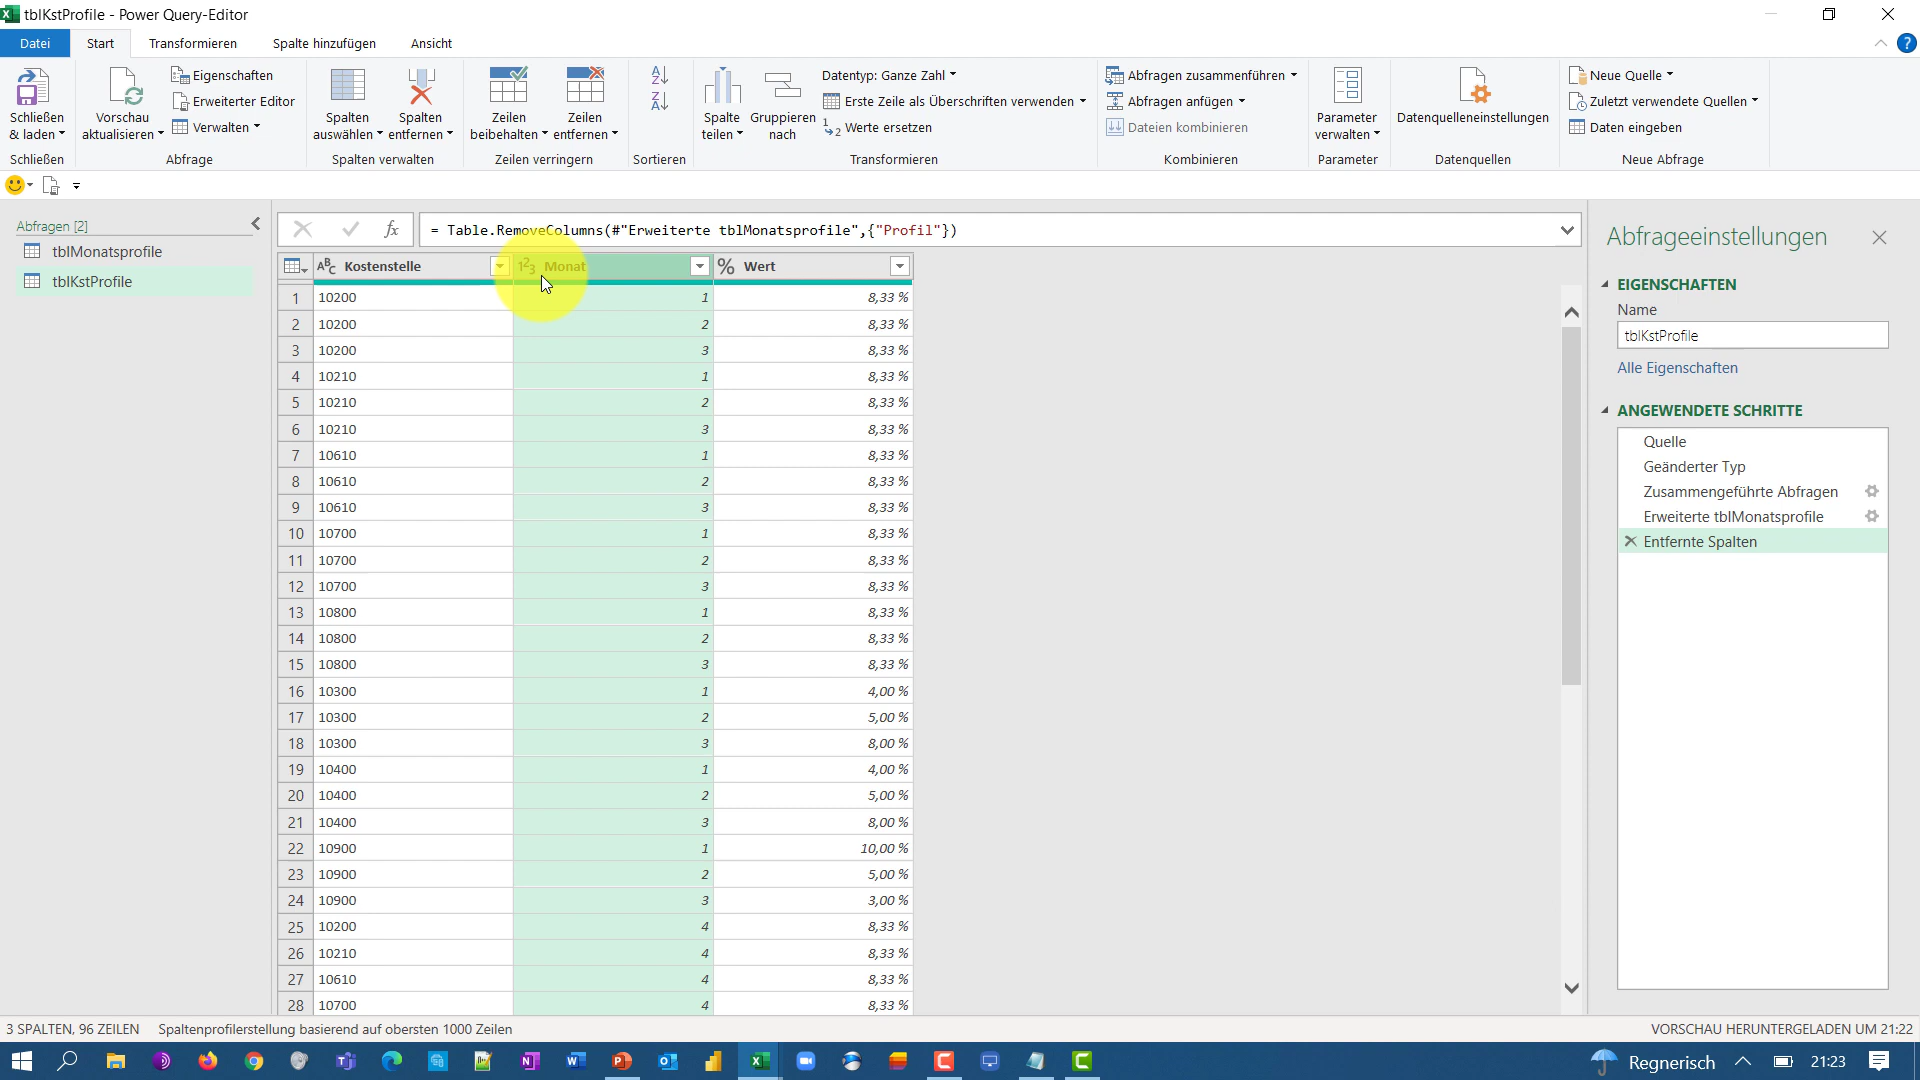 tblKstProfile - Power Query-Editor
Datei Start Transformieren Spalte hinzufügen Ansicht
Schließen & laden
Vorschau aktualisieren
Eigenschaften
Erweiterter Editor
Verwalten
Spalten auswählen
Spalten entfernen
Zeilen beibehalten
Zeilen entfernen
Spalte teilen
Gruppieren nach
Datentyp: Ganze Zahl
Erste Zeile als Überschriften verwenden
Werte ersetzen
Abfragen zusammenführen
Abfragen anfügen
Dateien kombinieren
Parameter verwalten
Datenquelleneinstellungen
Neue Quelle
Zuletzt verwendete Quellen
Daten eingeben
Schließen Abfrage Spalten verwalten Zeilen verringern Sortieren Transformieren Kombinieren Parameter Datenquellen Neue Abfrage
Abfragen [2]
tblMonatsprofile
tblKstProfile
fx = Table.RemoveColumns(#"Erweiterte tblMonatsprofile",{"Profil"})
ABC Kostenstelle 123 Monat % Wert
1 10200 1 8,33 %
2 10200 2 8,33 %
3 10200 3 8,33 %
4 10210 1 8,33 %
5 10210 2 8,33 %
6 10210 3 8,33 %
7 10610 1 8,33 %
8 10610 2 8,33 %
9 10610 3 8,33 %
10 10700 1 8,33 %
11 10700 2 8,33 %
12 10700 3 8,33 %
13 10800 1 8,33 %
14 10800 2 8,33 %
15 10800 3 8,33 %
16 10300 1 4,00 %
17 10300 2 5,00 %
18 10300 3 8,00 %
19 10400 1 4,00 %
20 10400 2 5,00 %
21 10400 3 8,00 %
22 10900 1 10,00 %
23 10900 2 5,00 %
24 10900 3 3,00 %
25 10200 4 8,33 %
26 10210 4 8,33 %
27 10610 4 8,33 %
28 10700 4 8,33 %
Abfrageeinstellungen
EIGENSCHAFTEN
Name
tblKstProfile
Alle Eigenschaften
ANGEWENDETE SCHRITTE
Quelle
Geänderter Typ
Zusammengeführte Abfragen
Erweiterte tblMonatsprofile
Entfernte Spalten
3 SPALTEN, 96 ZEILEN Spaltenprofilerstellung basierend auf obersten 1000 Zeilen VORSCHAU HERUNTERGELADEN UM 21:22
Regnerisch 21:23